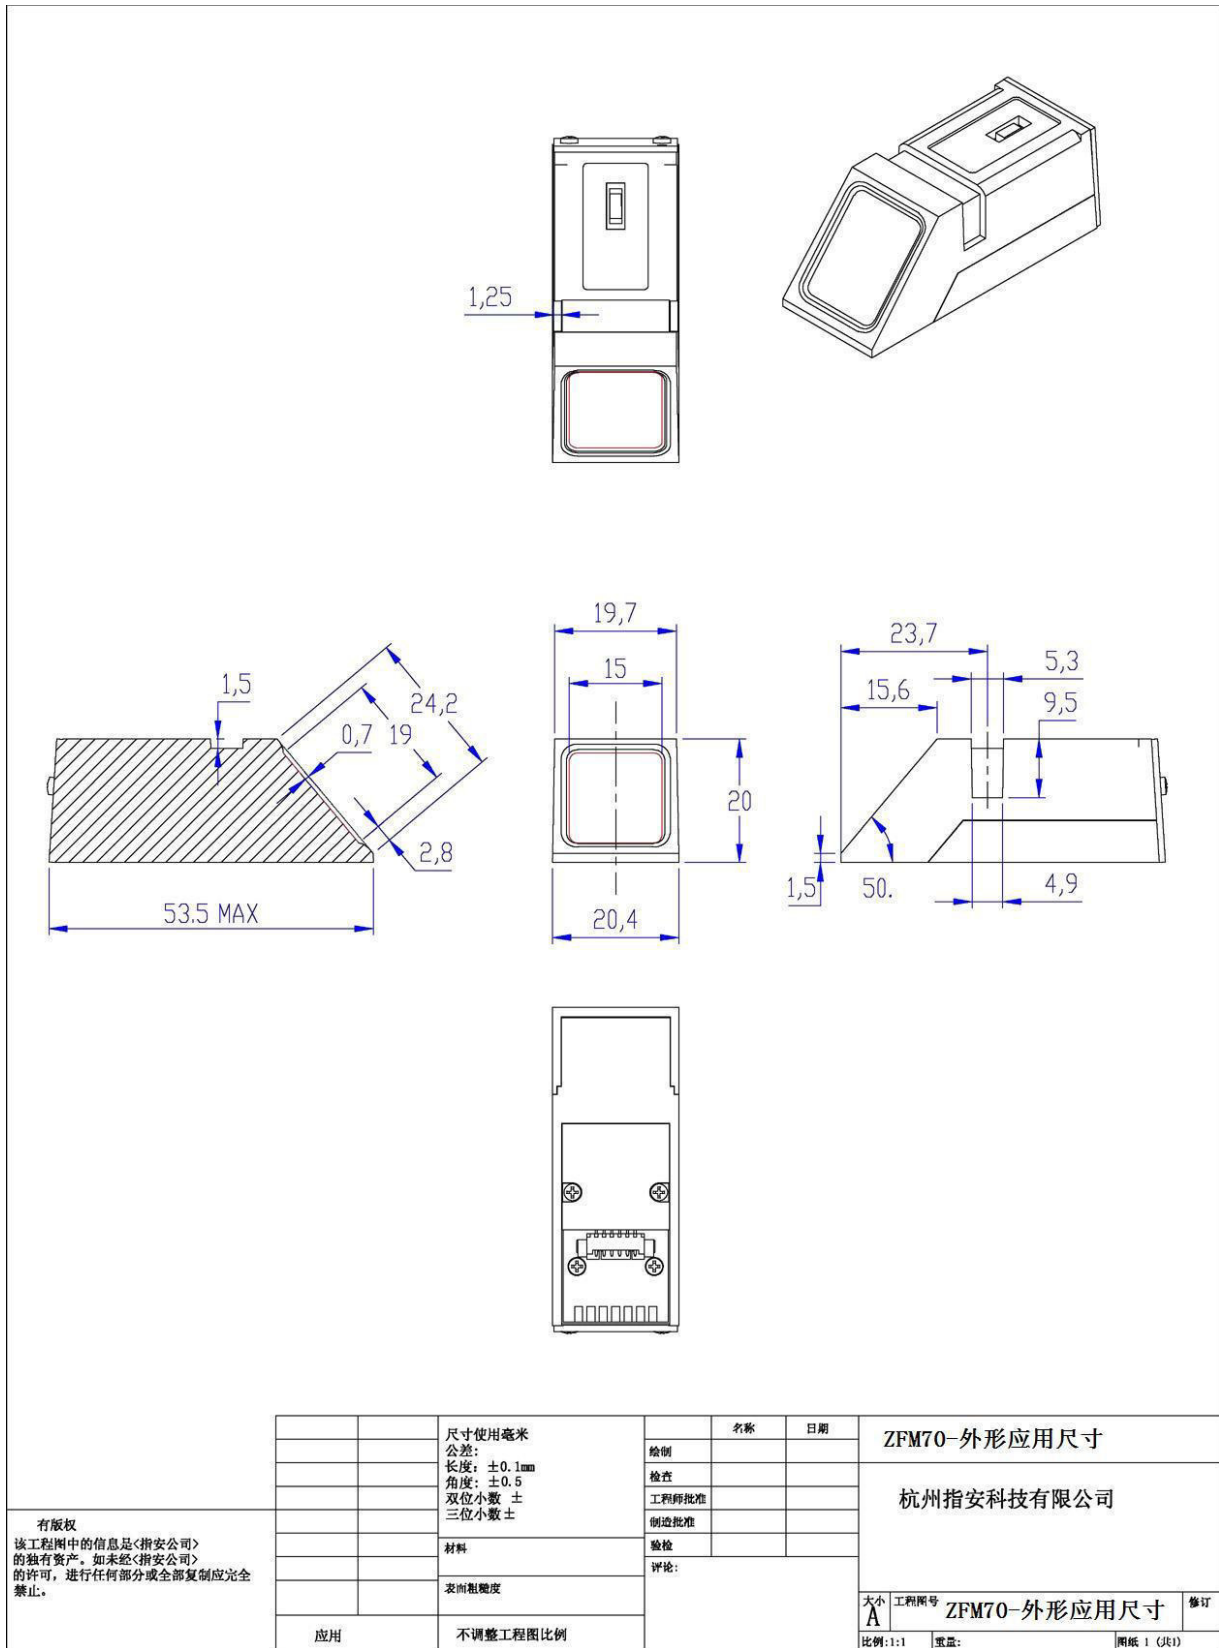 1,25
19,7
15
20
20,4
1,5
24,2
0,7
19
2,8
53.5 MAX
23,7
5,3
15,6
9,5
1,5
50.
4,9
尺寸使用毫米
公差:
长度: ±0.1mm
角度: ±0.5
双位小数 ±
三位小数 ±
材料
表面粗糙度
不调整工程图比例
应用
有版权
该工程图中的信息是<指安公司>
的独有资产。如未经<指安公司>
的许可，进行任何部分或全部复制应完全
禁止。
名称 日期
绘制
检查
工程师批准
制造批准
验检
评论:
ZFM70-外形应用尺寸
杭州指安科技有限公司
大小 工程图号 修订
A ZFM70-外形应用尺寸
比例:1:1 重量: 图纸 1 (共1)